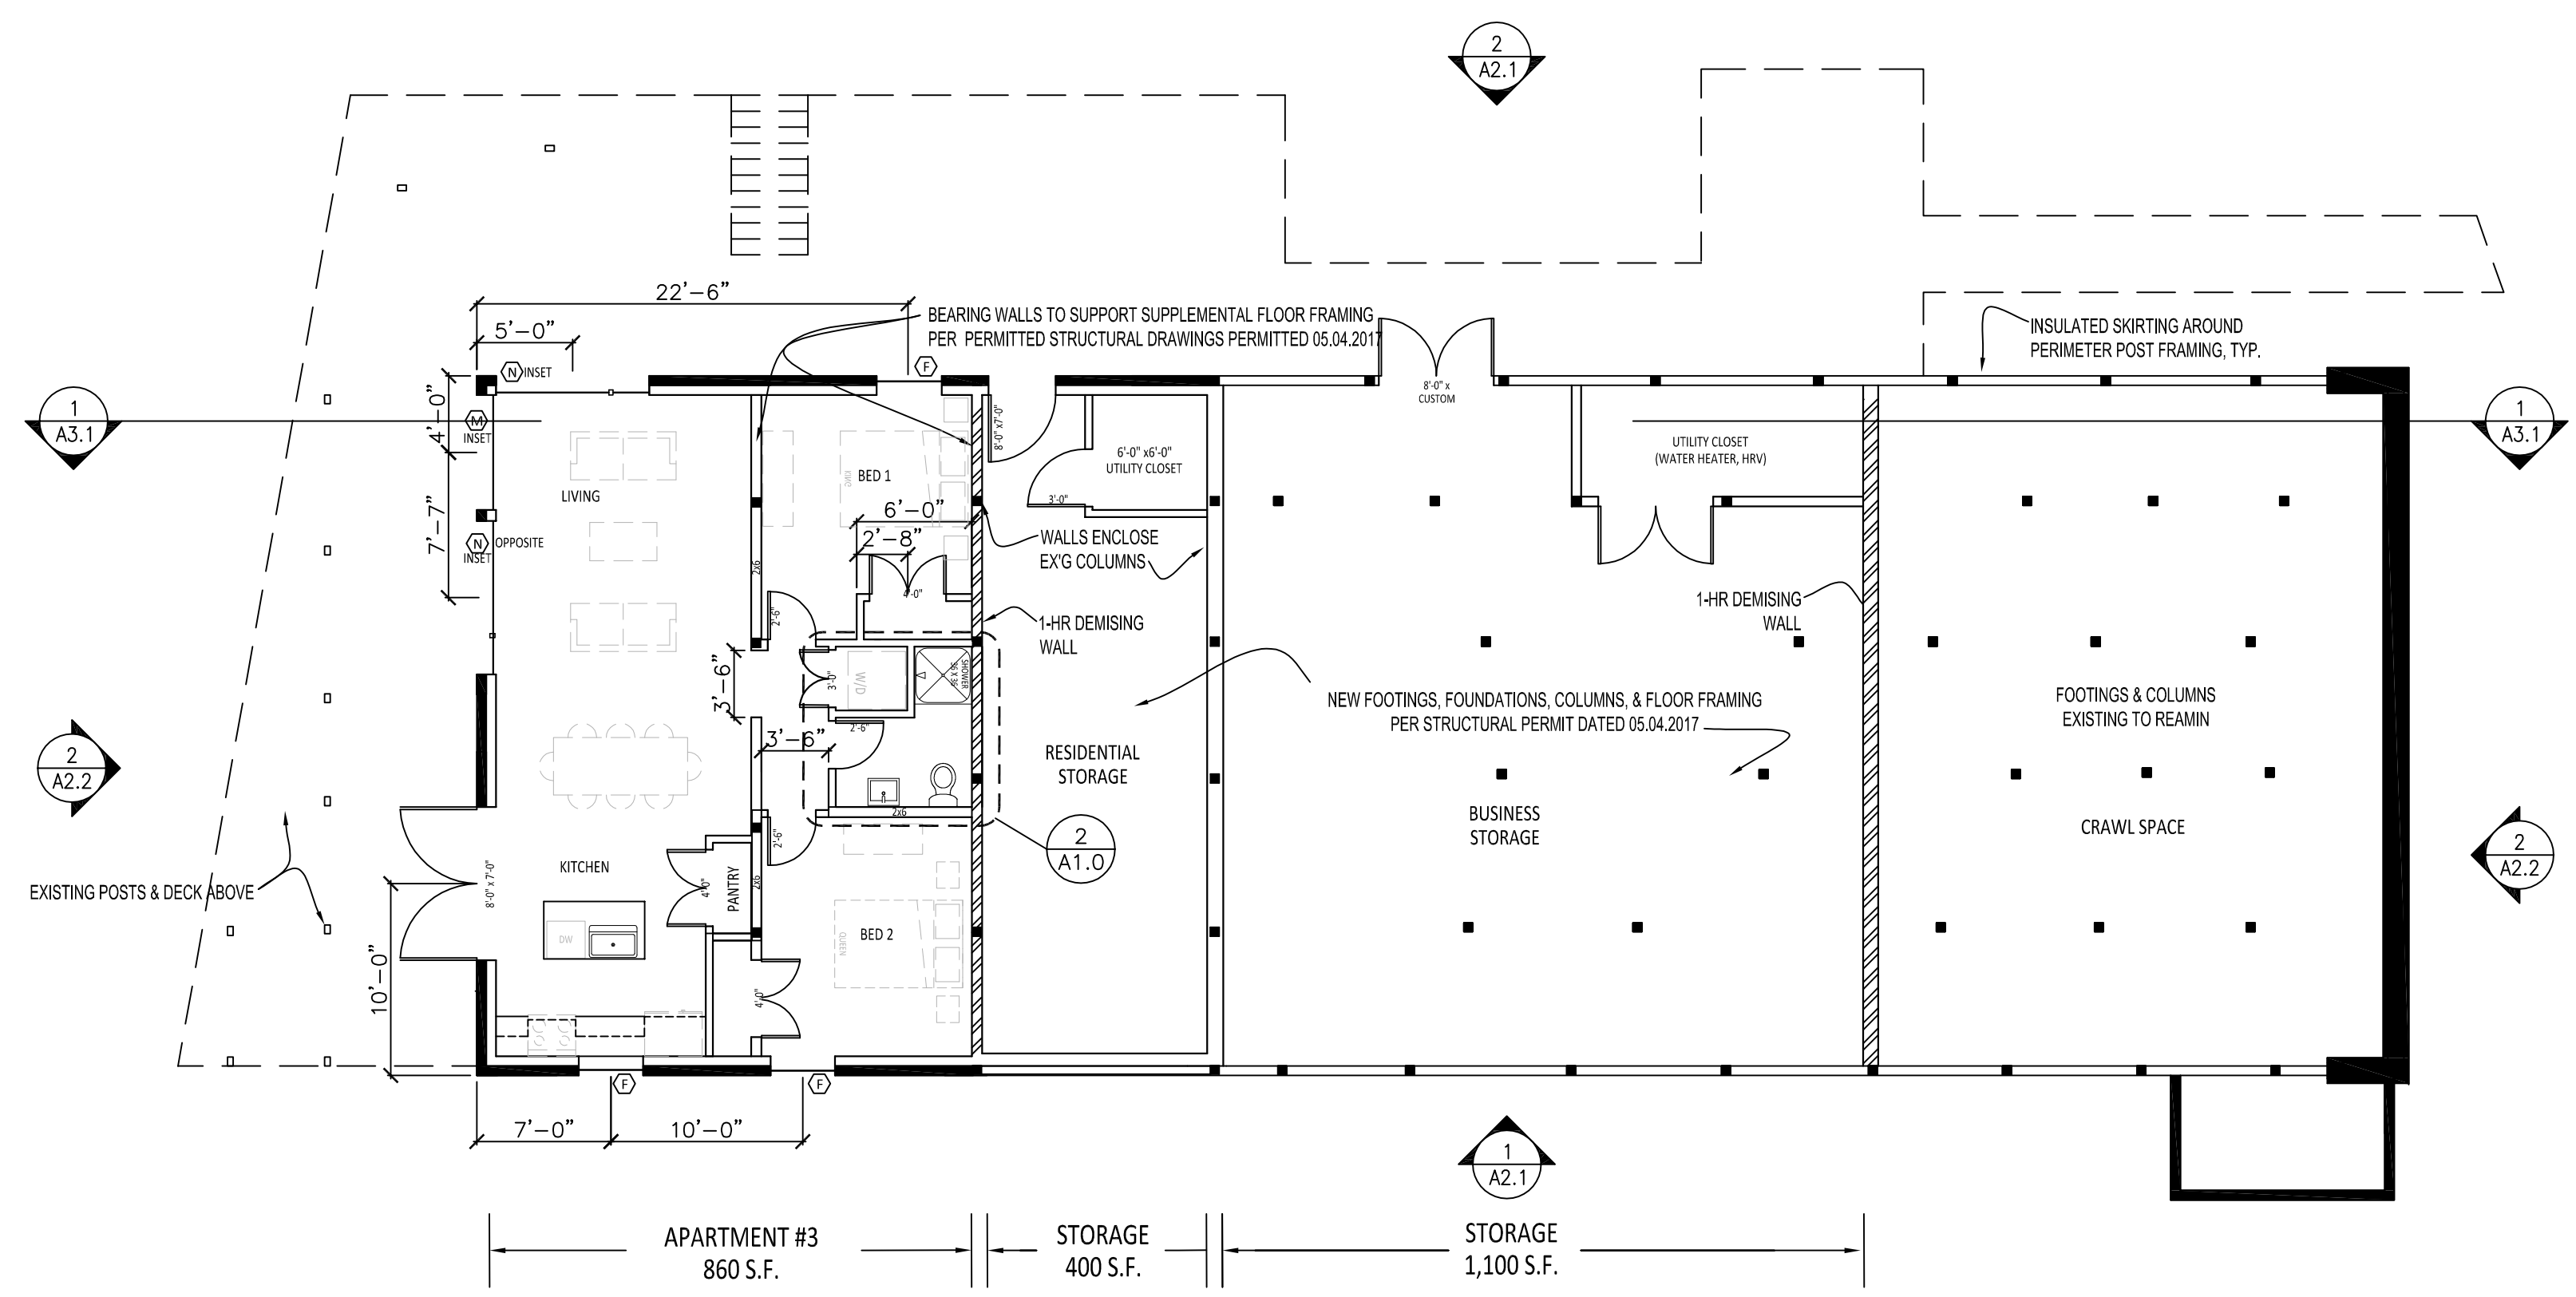 2
A2.1
22'-6"
BEARING WALLS TO SUPPORT SUPPLEMENTAL FLOOR FRAMING
PER PERMITTED STRUCTURAL DRAWINGS PERMITTED 05.04.2017
INSULATED SKIRTING AROUND
PERIMETER POST FRAMING, TYP.
5'-0"
N INSET
F
1
A3.1
4'-0"
M
INSET
8'-0" x7'-0"
8'-0" x
CUSTOM
1
A3.1
LIVING
BED 1
KING
6'-0" x6'-0"
UTILITY CLOSET
3'-0"
UTILITY CLOSET
(WATER HEATER, HRV)
7'-7"
N OPPOSITE
INSET
6'-0"
2'-8"
4'-0"
2x6
2'-6"
WALLS ENCLOSE
EX'G COLUMNS
1-HR DEMISING
WALL
1-HR DEMISING
WALL
3'-6"
3'-0"
W/D
SHOWER
36 X 36
NEW FOOTINGS, FOUNDATIONS, COLUMNS, & FLOOR FRAMING
PER STRUCTURAL PERMIT DATED 05.04.2017
FOOTINGS & COLUMNS
EXISTING TO REAMIN
2
A2.2
3'-6"
2'-6"
2x6
RESIDENTIAL
STORAGE
BUSINESS
STORAGE
CRAWL SPACE
2
A1.0
2
A2.2
EXISTING POSTS & DECK ABOVE
8'-0" x 7'-0"
KITCHEN
4'-0"
PANTRY
2x6
2'-6"
BED 2
QUEEN
DW
10'-0"
4'-0"
F
F
7'-0"
10'-0"
1
A2.1
APARTMENT #3
860 S.F.
STORAGE
400 S.F.
STORAGE
1,100 S.F.